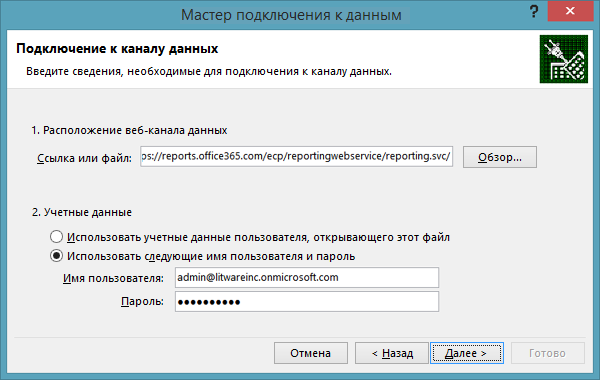 Мастер подключения к данным
?
Подключение к каналу данных
Введите сведения, необходимые для подключения к каналу данных.
1. Расположение веб-канала данных
Ссылка или файл: ps://reports.office365.com/ecp/reportingwebservice/reporting.svc/ Обзор...
2. Учетные данные
Использовать учетные данные пользователя, открывающего этот файл
Использовать следующие имя пользователя и пароль
Имя пользователя: admin@litwareinc.onmicrosoft.com
Пароль: ●●●●●●●●●●
Отмена < Назад Далее > Готово